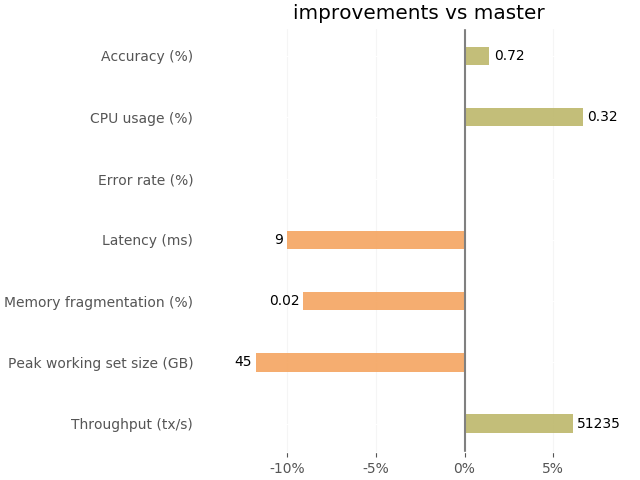 improvements vs master
Accuracy (%)
0.72
CPU usage (%)
0.32
Error rate (%)
Latency (ms)
9
Memory fragmentation (%)
0.02
Peak working set size (GB)
45
Throughput (tx/s)
51235
-10%
-5%
0%
5%